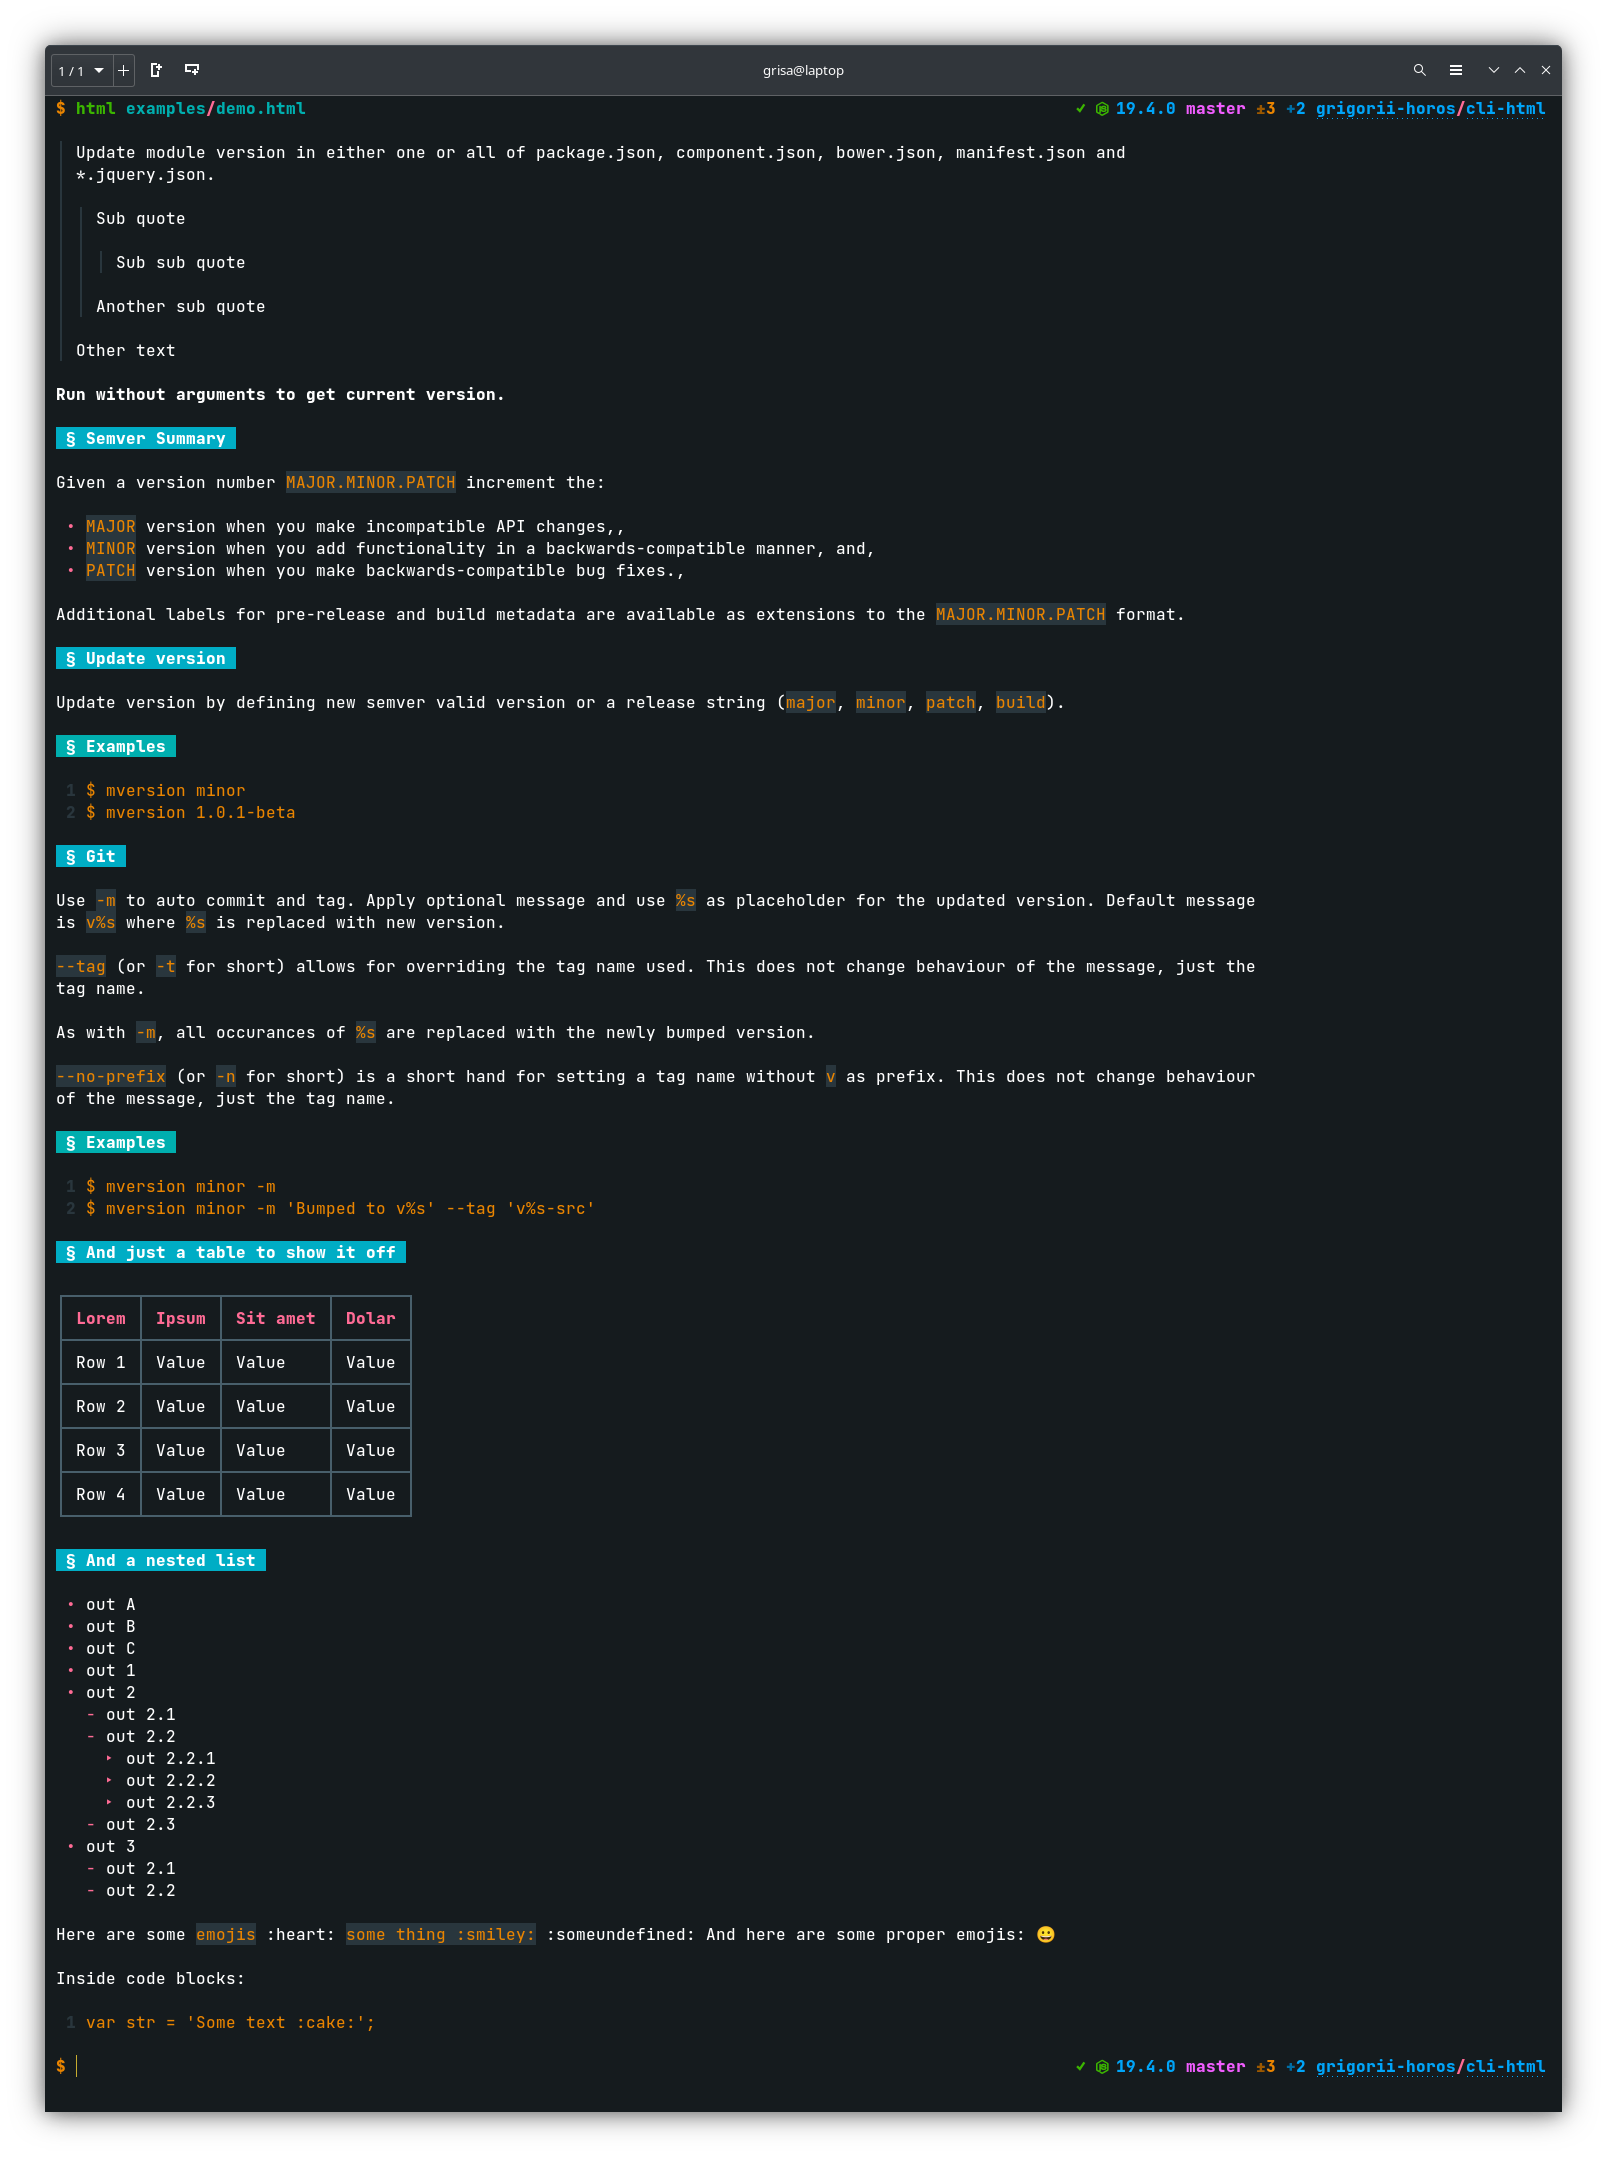 1 / 1
grisa@laptop
$ html examples/demo.html ✔ 19.4.0 master ±3 +2 grigorii-horos/cli-html
Update module version in either one or all of package.json, component.json, bower.json, manifest.json and
*.jquery.json.
Sub quote
Sub sub quote
Another sub quote
Other text
Run without arguments to get current version.
§ Semver Summary
Given a version number MAJOR.MINOR.PATCH increment the:
• MAJOR version when you make incompatible API changes,,
• MINOR version when you add functionality in a backwards-compatible manner, and,
• PATCH version when you make backwards-compatible bug fixes.,
Additional labels for pre-release and build metadata are available as extensions to the MAJOR.MINOR.PATCH format.
§ Update version
Update version by defining new semver valid version or a release string (major, minor, patch, build).
§ Examples
1 $ mversion minor
2 $ mversion 1.0.1-beta
§ Git
Use -m to auto commit and tag. Apply optional message and use %s as placeholder for the updated version. Default message
is v%s where %s is replaced with new version.
--tag (or -t for short) allows for overriding the tag name used. This does not change behaviour of the message, just the
tag name.
As with -m, all occurances of %s are replaced with the newly bumped version.
--no-prefix (or -n for short) is a short hand for setting a tag name without v as prefix. This does not change behaviour
of the message, just the tag name.
§ Examples
1 $ mversion minor -m
2 $ mversion minor -m 'Bumped to v%s' --tag 'v%s-src'
§ And just a table to show it off
Lorem Ipsum Sit amet Dolar
Row 1 Value Value Value
Row 2 Value Value Value
Row 3 Value Value Value
Row 4 Value Value Value
§ And a nested list
• out A
• out B
• out C
• out 1
• out 2
- out 2.1
- out 2.2
‣ out 2.2.1
‣ out 2.2.2
‣ out 2.2.3
- out 2.3
• out 3
- out 2.1
- out 2.2
Here are some emojis :heart: some thing :smiley: :someundefined: And here are some proper emojis: 😀
Inside code blocks:
1 var str = 'Some text :cake:';
$ ✔ 19.4.0 master ±3 +2 grigorii-horos/cli-html